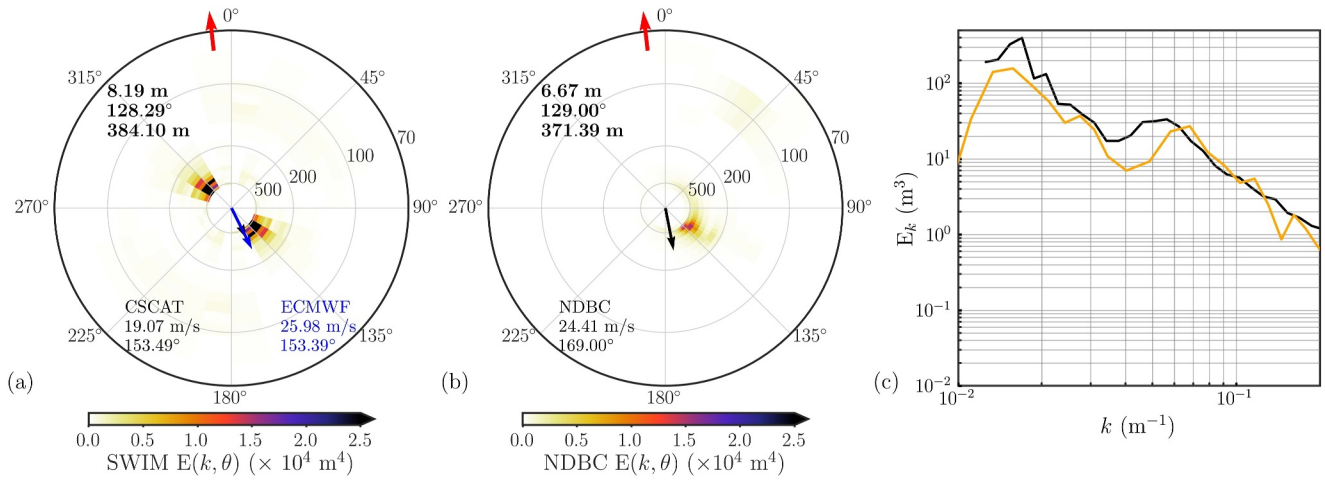 0°
45°
70
90°
100
200
500
135°
180°
225°
270°
315°
8.19 m
128.29°
384.10 m
CSCAT
19.07 m/s
153.49°
ECMWF
25.98 m/s
153.39°
(a)
0.0 0.5 1.0 1.5 2.0 2.5
SWIM E(k, θ) (× 10⁴ m⁴)
0°
45°
70
90°
100
200
500
135°
180°
225°
270°
315°
6.67 m
129.00°
371.39 m
NDBC
24.41 m/s
169.00°
(b)
0.0 0.5 1.0 1.5 2.0 2.5
NDBC E(k, θ) (×10⁴ m⁴)
10²
10¹
10⁰
10⁻¹
10⁻²
E_k (m³)
(c)
10⁻² 10⁻¹
k (m⁻¹)